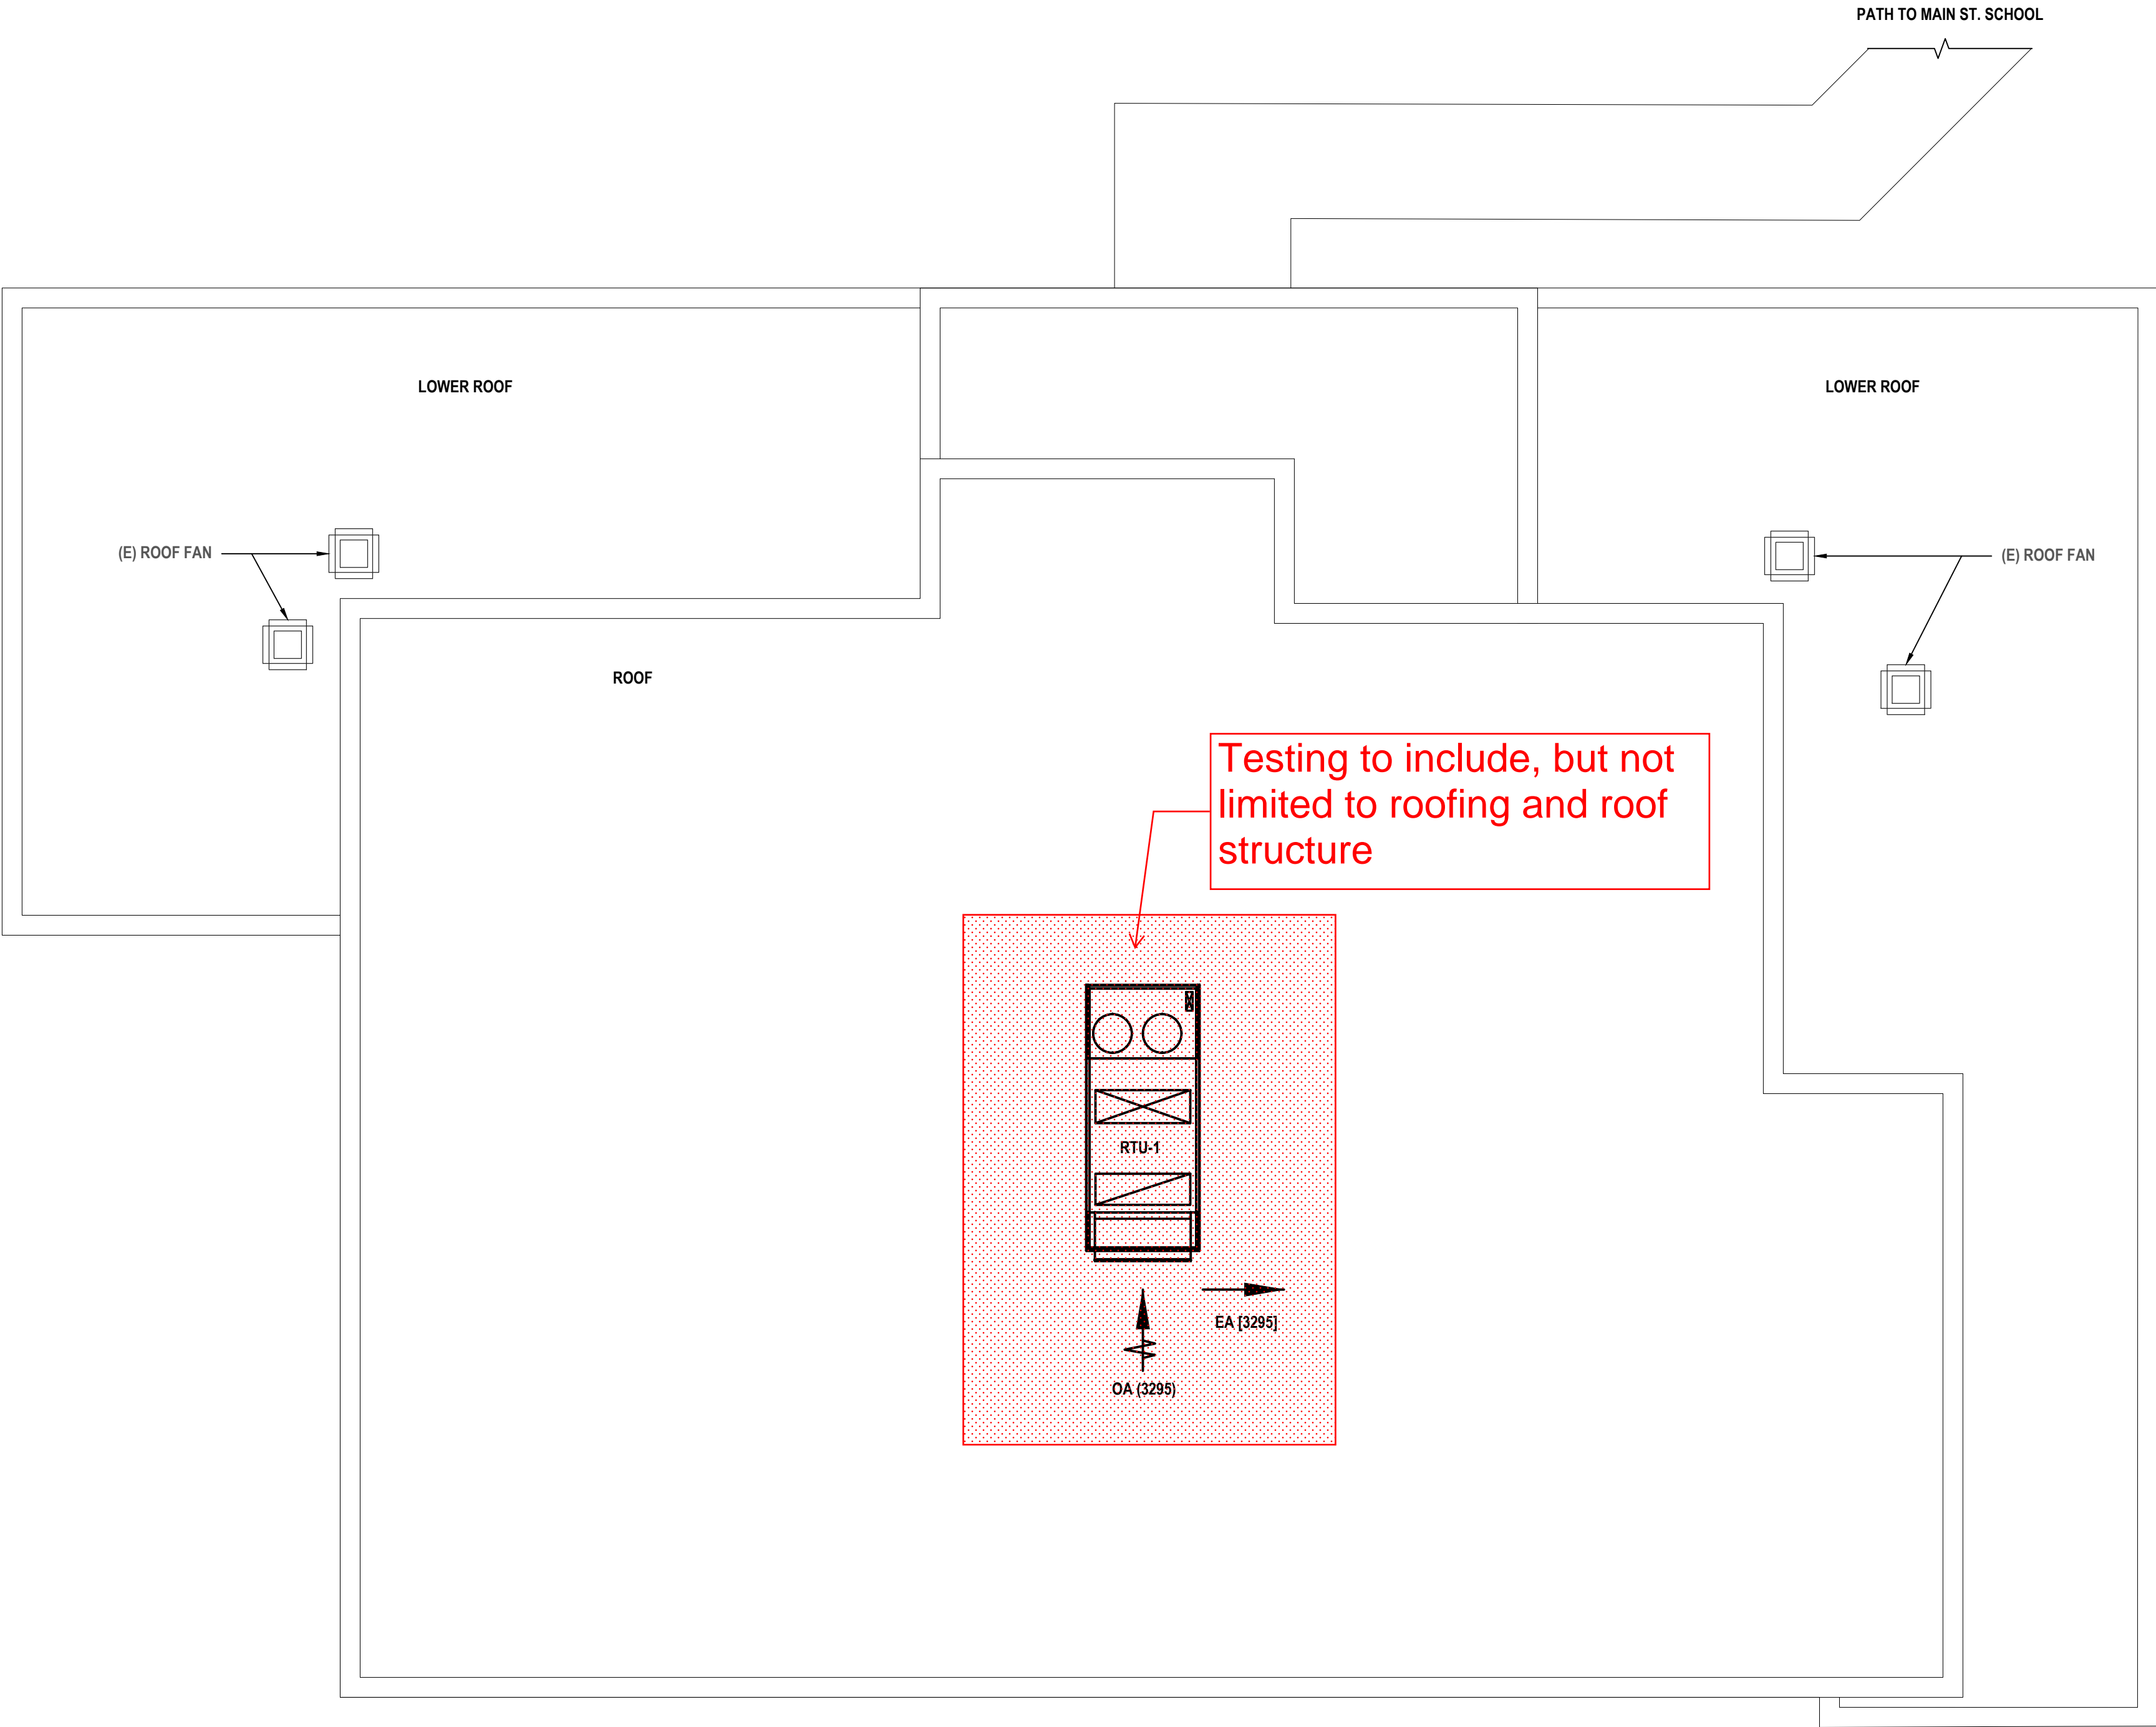 PATH TO MAIN ST. SCHOOL
LOWER ROOF
LOWER ROOF
(E) ROOF FAN
(E) ROOF FAN
ROOF
Testing to include, but not
limited to roofing and roof
structure
RTU-1
EA [3295]
OA (3295)